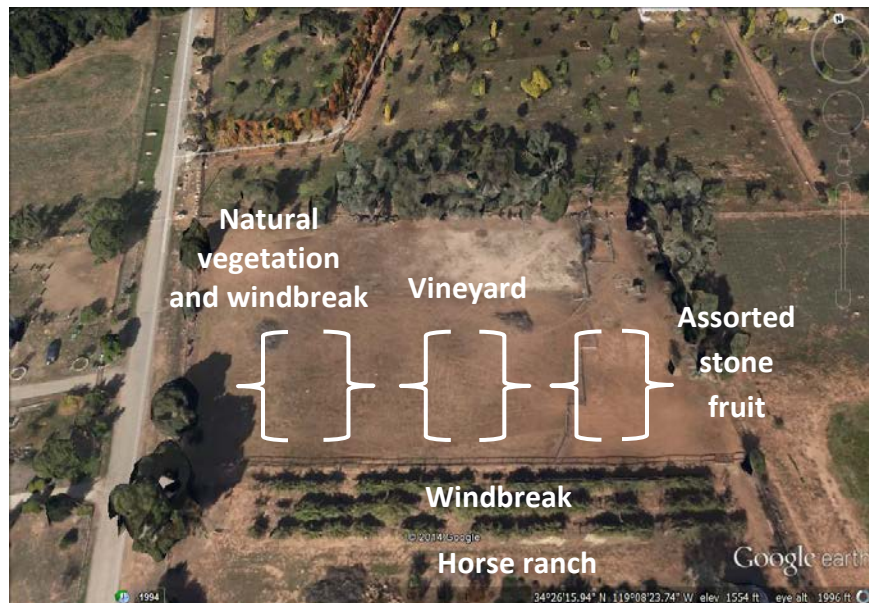 N
Natural
vegetation
and windbreak
Vineyard
Assorted
stone
fruit
Windbreak
© 2014 Google
Horse ranch
Google earth
1994
34°26'15.94" N 119°08'23.74" W elev 1554 ft eye alt 1996 ft